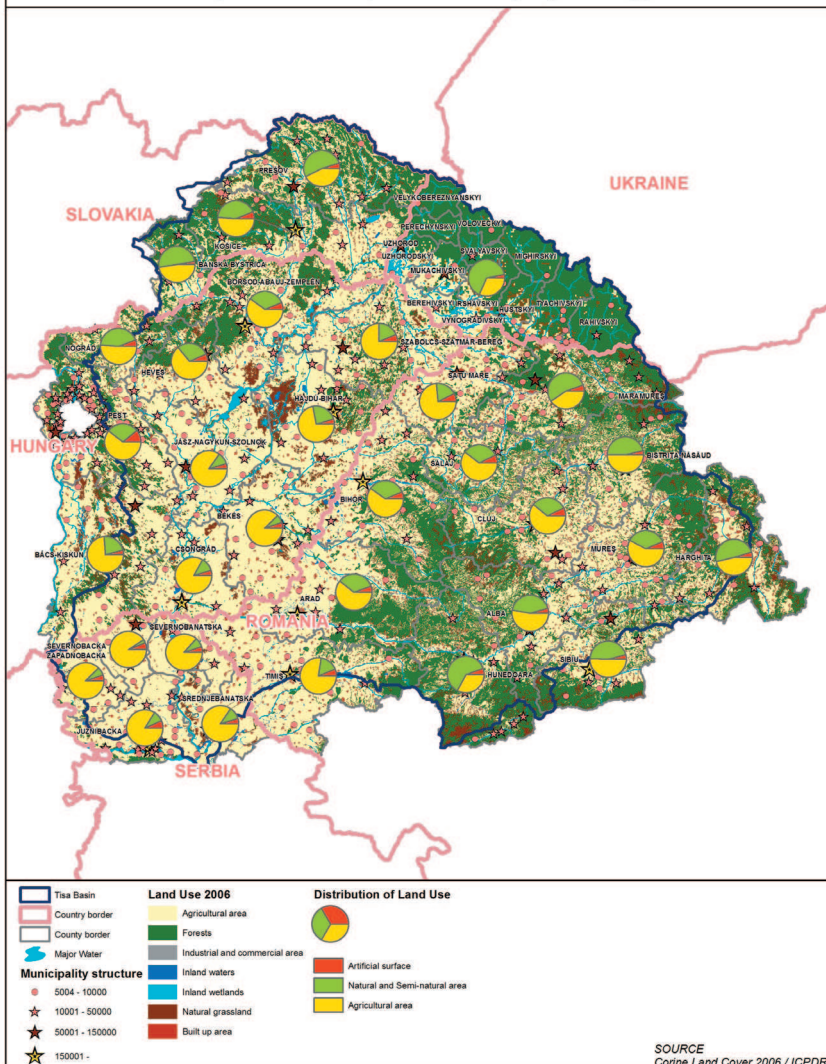 SLOVAKIA
UKRAINE
HUNGARY
ROMANIA
SERBIA
PRESOV
KOSICE
BANSKA BYSTRICA
BORSOD-ABAUJ-ZEMPLEN
VELYKOBEREZNYANSKYI
PERECHYNSKYI
VOLOVECKYI
UZHOROD
UZHORODSKYI
SVALYAVSKYI
MIGHIRSKYI
MUKACHIVSKYI
BEREHIVSKYI
IRSHAVSKYI
HUSTSKYI
TYACHIVSKYI
VYNOGRADIVSKYI
RAHIVSKYI
NOGRAD
HEVES
SZABOLCS-SZATMAR-BEREG
SATU MARE
MARAMURES
HAJDU-BIHAR
PEST
JASZ-NAGYKUN-SZOLNOK
SALAJ
BISTRITA-NASAUD
BIHOR
CLUJ
BEKES
MURES
HARGHITA
BACS-KISKUN
CSONGRAD
ARAD
ALBA
SEVERNOBANATSKA
SEVERNOBACKA
ZAPADNOBACKA
TIMIS
HUNEDOARA
SIBIU
SREDNJEBANATSKA
JUZNIBACKA
Tisa Basin
Country border
County border
Major Water
Municipality structure
5004 - 10000
10001 - 50000
50001 - 150000
150001 -
Land Use 2006
Agricultural area
Forests
Industrial and commercial area
Inland waters
Inland wetlands
Natural grassland
Built up area
Distribution of Land Use
Artificial surface
Natural and Semi-natural area
Agricultural area
SOURCE
Corine Land Cover 2006 / ICPDR